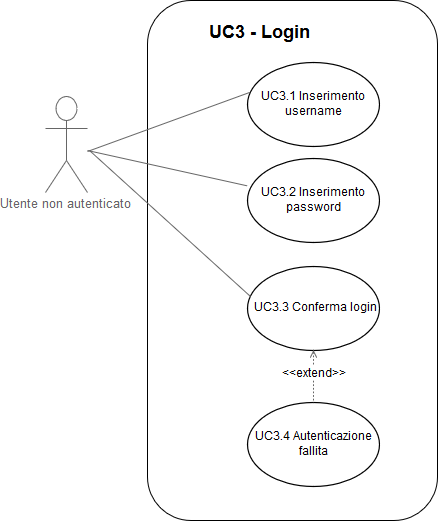 UC3 - Login
UC3.1 Inserimento
username
Utente non autenticato
UC3.2 Inserimento
password
UC3.3 Conferma login
<<extend>>
UC3.4 Autenticazione
fallita